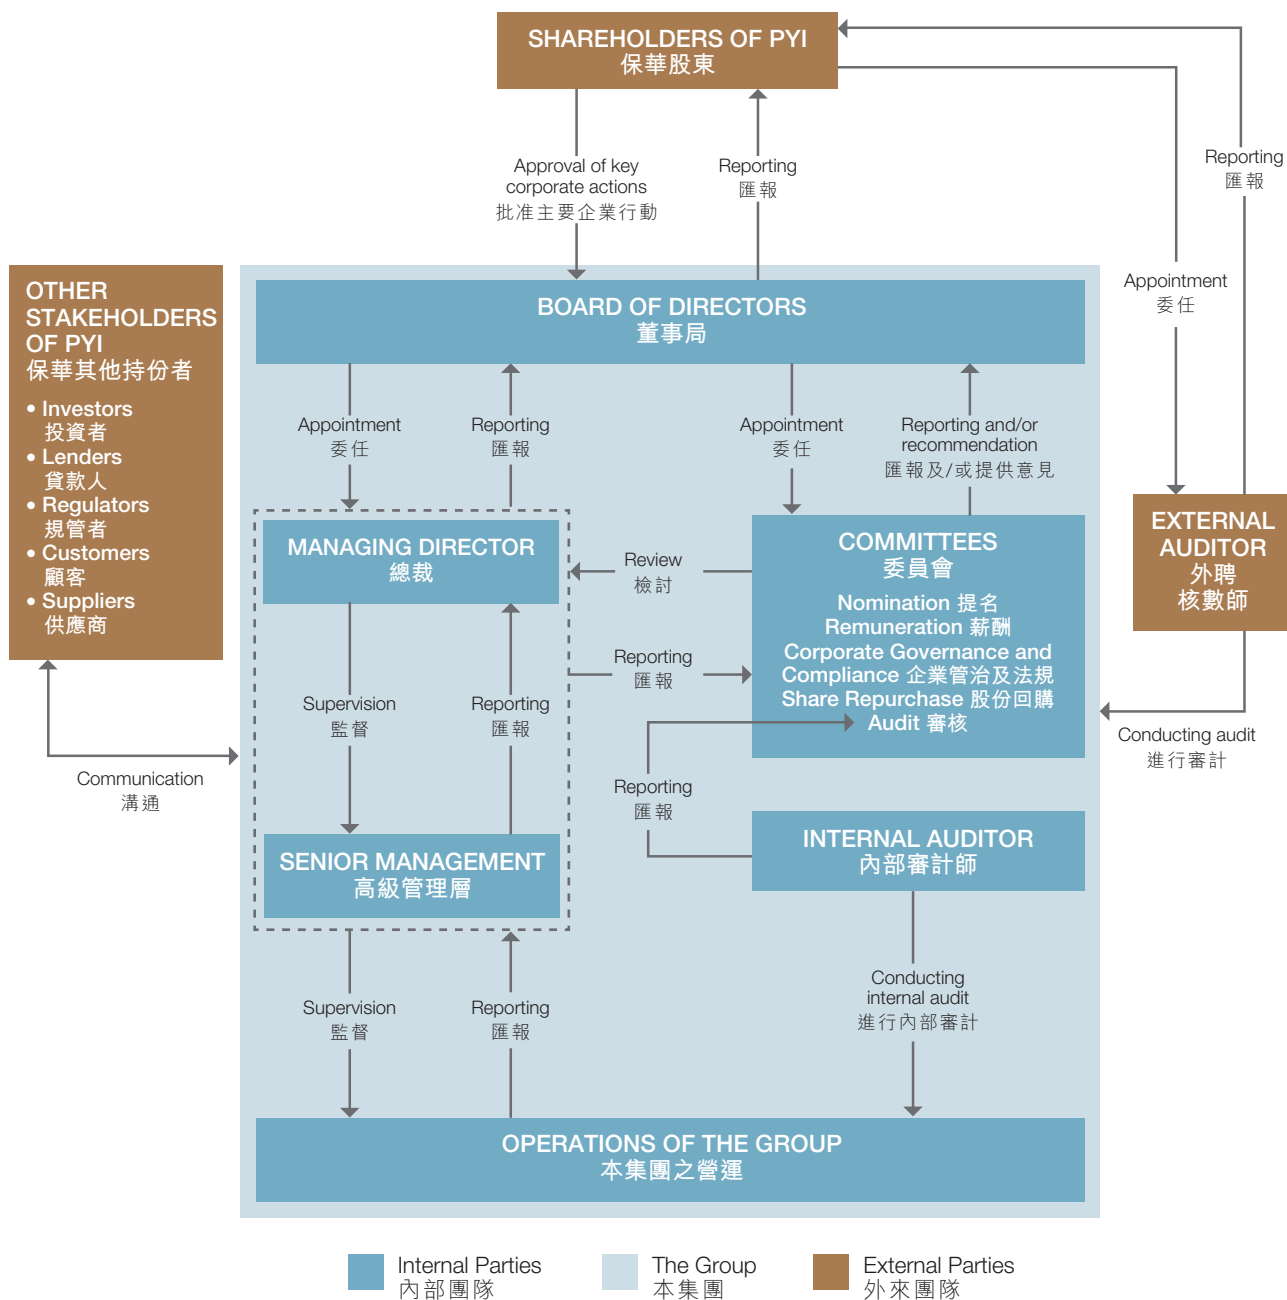 SHAREHOLDERS OF PYI
保華股東
Approval of key
corporate actions
批准主要企業行動
Reporting
匯報
Reporting
匯報
Appointment
委任
OTHER
STAKEHOLDERS
OF PYI
保華其他持份者
• Investors
投資者
• Lenders
貸款人
• Regulators
規管者
• Customers
顧客
• Suppliers
供應商
BOARD OF DIRECTORS
董事局
Appointment
委任
Reporting
匯報
Appointment
委任
Reporting and/or
recommendation
匯報及/或提供意見
MANAGING DIRECTOR
總裁
Review
檢討
COMMITTEES
委員會
Nomination 提名
Remuneration 薪酬
Corporate Governance and
Compliance 企業管治及法規
Share Repurchase 股份回購
Audit 審核
EXTERNAL
AUDITOR
外聘
核數師
Reporting
匯報
Supervision
監督
Reporting
匯報
Conducting audit
進行審計
Communication
溝通
Reporting
匯報
SENIOR MANAGEMENT
高級管理層
INTERNAL AUDITOR
內部審計師
Supervision
監督
Reporting
匯報
Conducting
internal audit
進行內部審計
OPERATIONS OF THE GROUP
本集團之營運
Internal Parties
內部團隊
The Group
本集團
External Parties
外來團隊